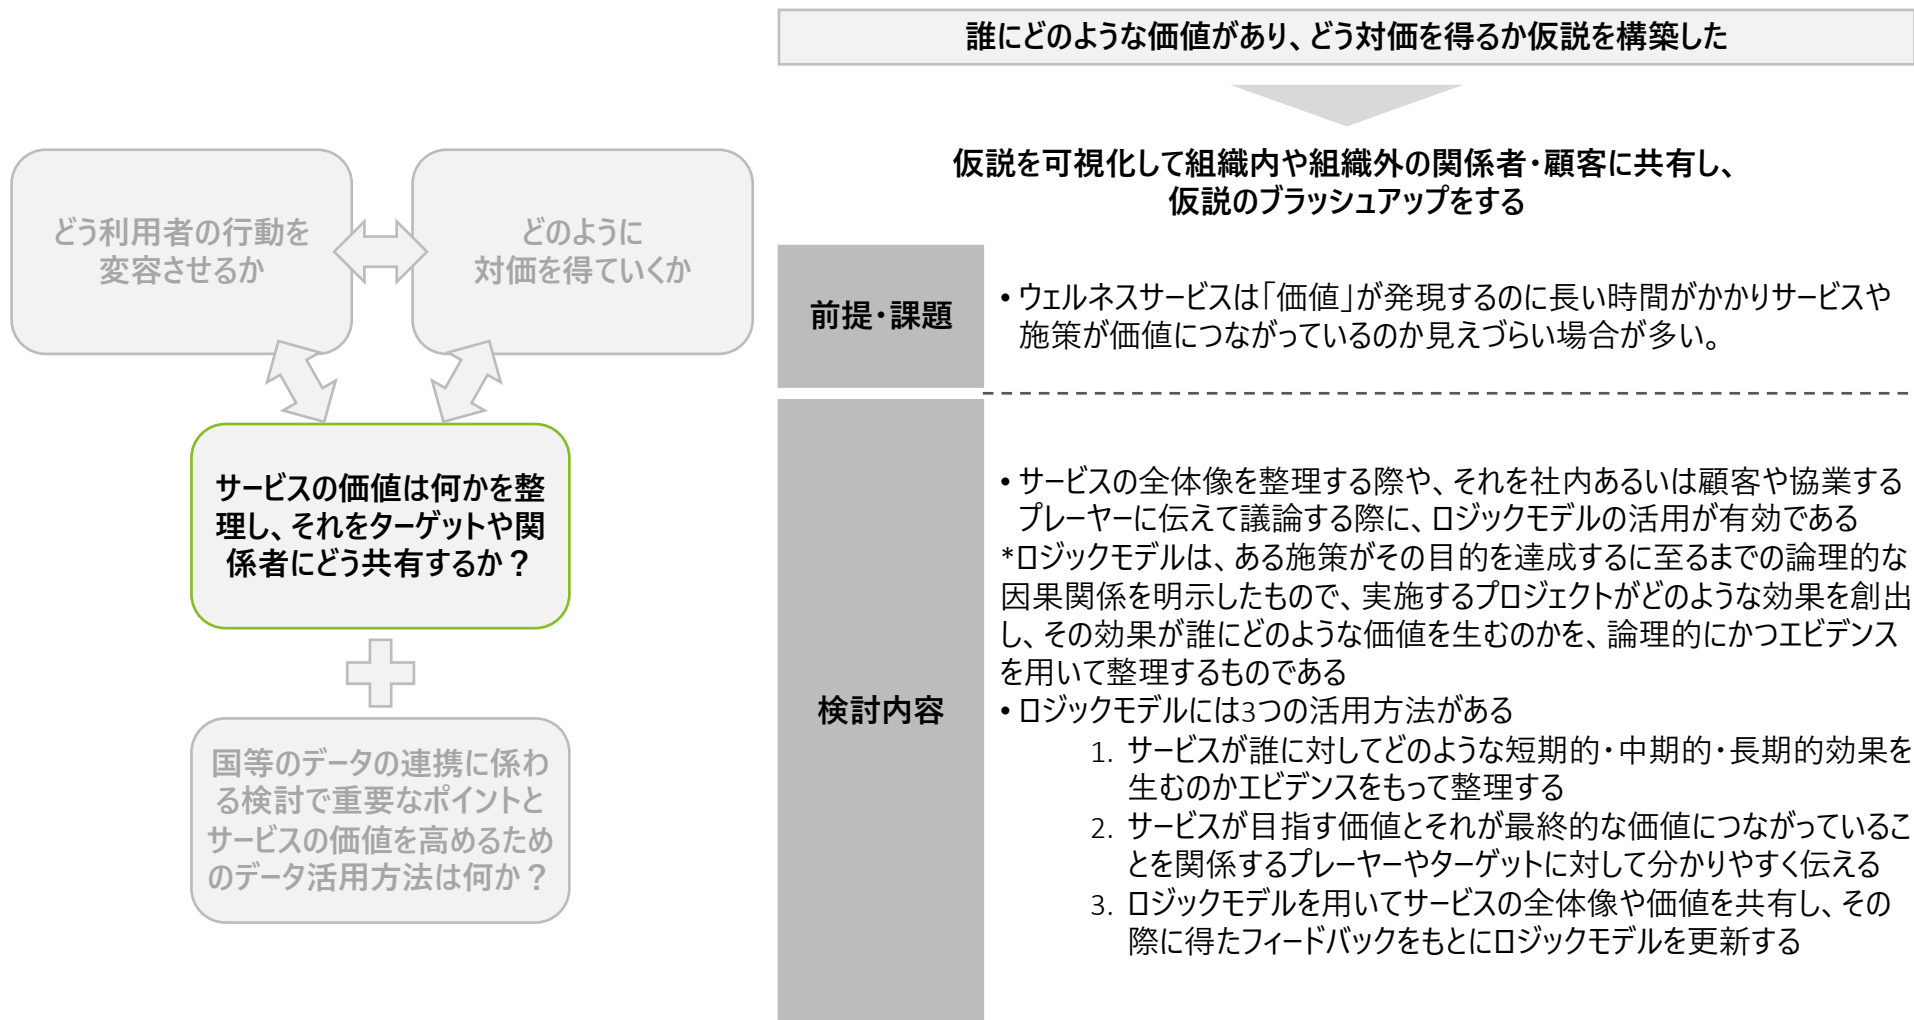 誰にどのような価値があり、どう対価を得るか仮説を構築した
仮説を可視化して組織内や組織外の関係者・顧客に共有し、
仮説のブラッシュアップをする
どう利用者の行動を
変容させるか
どのように
対価を得ていくか
サービスの価値は何かを整
理し、それをターゲットや関
係者にどう共有するか？
国等のデータの連携に係わ
る検討で重要なポイントと
サービスの価値を高めるため
のデータ活用方法は何か？
前提・課題
• ウェルネスサービスは「価値」が発現するのに長い時間がかかりサービスや
施策が価値につながっているのか見えづらい場合が多い。
検討内容
• サービスの全体像を整理する際や、それを社内あるいは顧客や協業する
プレーヤーに伝えて議論する際に、ロジックモデルの活用が有効である
*ロジックモデルは、ある施策がその目的を達成するに至るまでの論理的な
因果関係を明示したもので、実施するプロジェクトがどのような効果を創出
し、その効果が誰にどのような価値を生むのかを、論理的にかつエビデンス
を用いて整理するものである
• ロジックモデルには3つの活用方法がある
1. サービスが誰に対してどのような短期的・中期的・長期的効果を
生むのかエビデンスをもって整理する
2. サービスが目指す価値とそれが最終的な価値につながっているこ
とを関係するプレーヤーやターゲットに対して分かりやすく伝える
3. ロジックモデルを用いてサービスの全体像や価値を共有し、その
際に得たフィードバックをもとにロジックモデルを更新する